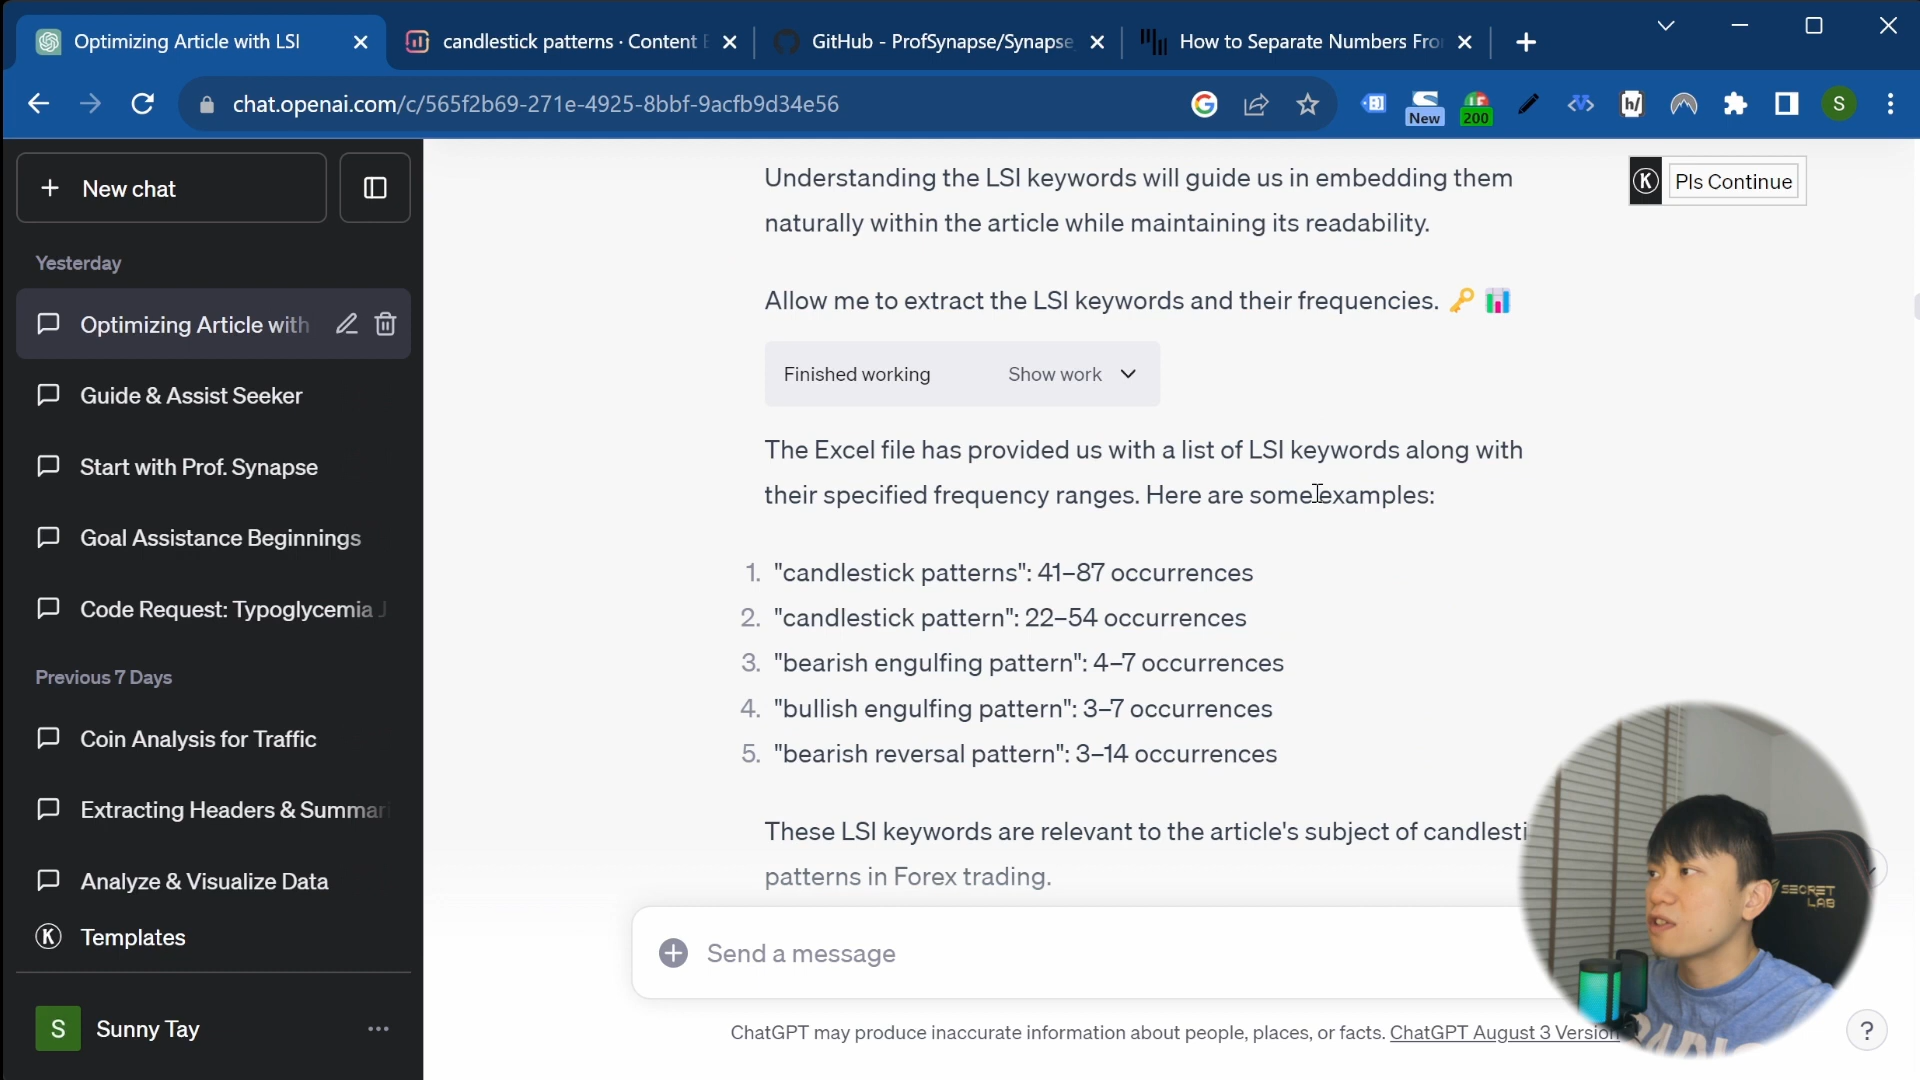 Optimizing Article with LSI
candlestick patterns · Content E
GitHub - ProfSynapse/Synapse
How to Separate Numbers Fro
chat.openai.com/c/565f2b69-271e-4925-8bbf-9acfb9d34e56
New
200
h/
S
New chat
Yesterday
Optimizing Article with
Guide & Assist Seeker
Start with Prof. Synapse
Goal Assistance Beginnings
Code Request: Typoglycemia J
Previous 7 Days
Coin Analysis for Traffic
Extracting Headers & Summari
Analyze & Visualize Data
K Templates
S Sunny Tay
K Pls Continue
Understanding the LSI keywords will guide us in embedding them
naturally within the article while maintaining its readability.
Allow me to extract the LSI keywords and their frequencies. 🔑 📊
Finished working Show work
The Excel file has provided us with a list of LSI keywords along with
their specified frequency ranges. Here are some examples:
1. "candlestick patterns": 41–87 occurrences
2. "candlestick pattern": 22–54 occurrences
3. "bearish engulfing pattern": 4–7 occurrences
4. "bullish engulfing pattern": 3–7 occurrences
5. "bearish reversal pattern": 3–14 occurrences
These LSI keywords are relevant to the article's subject of candlesti
patterns in Forex trading.
Send a message
ChatGPT may produce inaccurate information about people, places, or facts. ChatGPT August 3 Version
?
SECRET
LAB